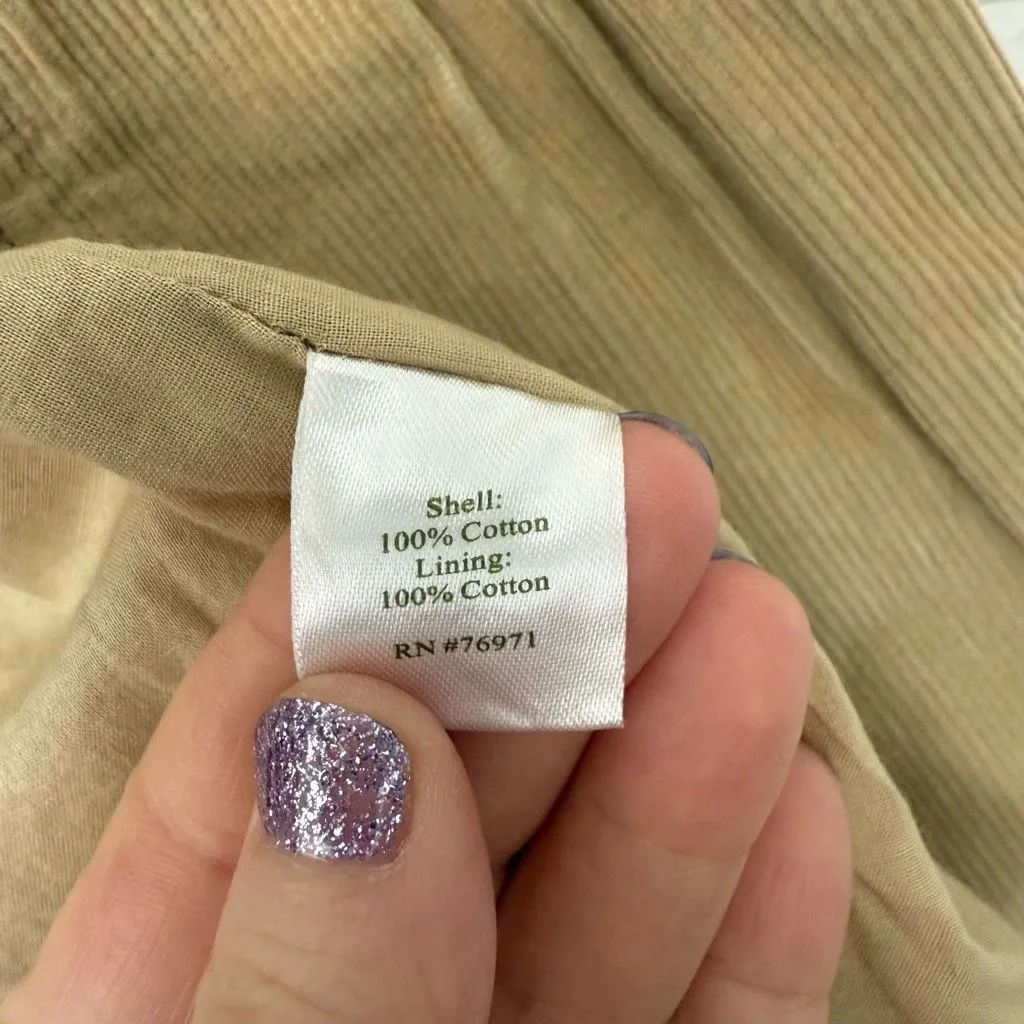 Shell:
100% Cotton
Lining:
100% Cotton
RN #76971